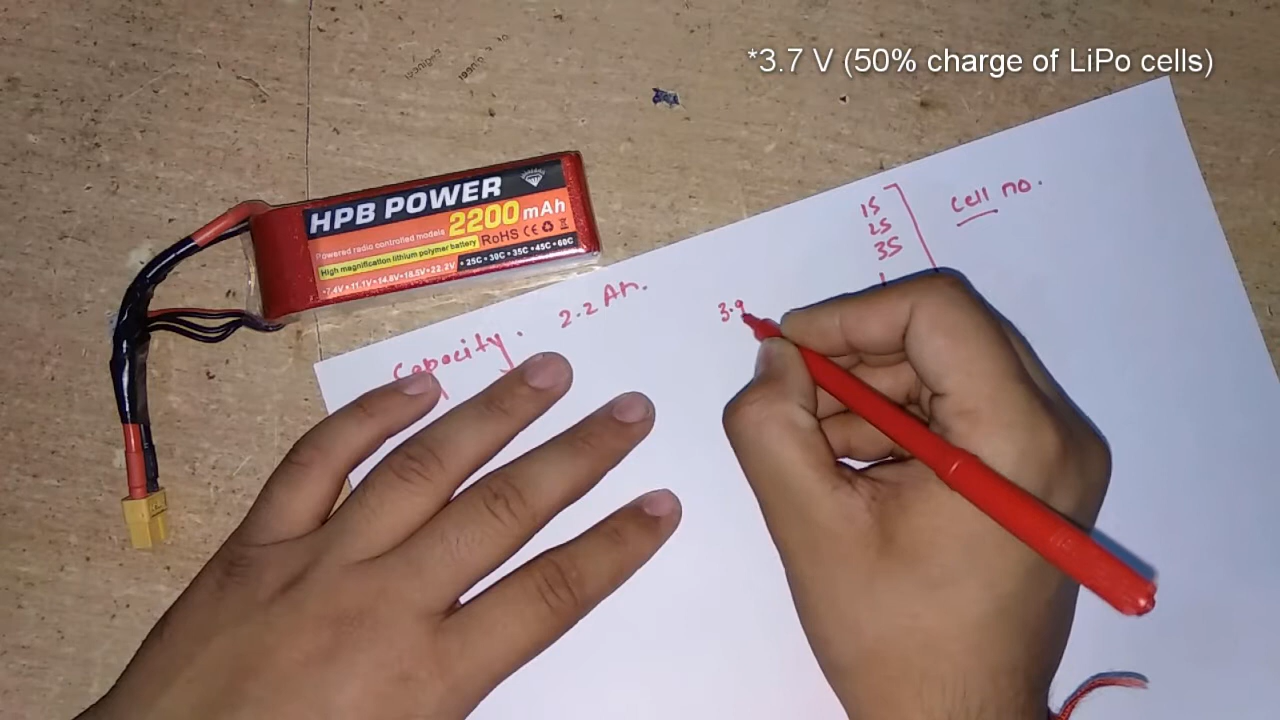 *3.7 V (50% charge of LiPo cells)
HPB POWER
2200 mAh
Powered radio controlled models
RoHS CE
High magnification lithium polymer battery
•7.4V•11.1V•14.8V•18.5V•22.2V
•25C•30C•35C•45C•60C
1S
2S
3S
Cell no.
Capacity. 2.2 Ah.
3.9